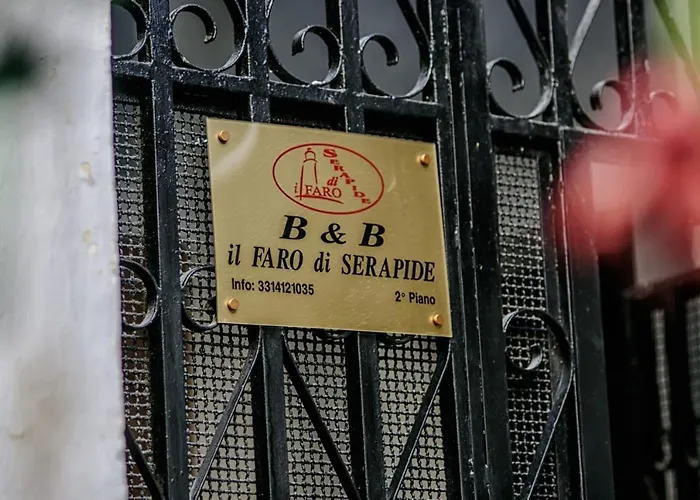 il FARO di SERAPIDE
B & B
il FARO di SERAPIDE
Info: 3314121035 2° Piano